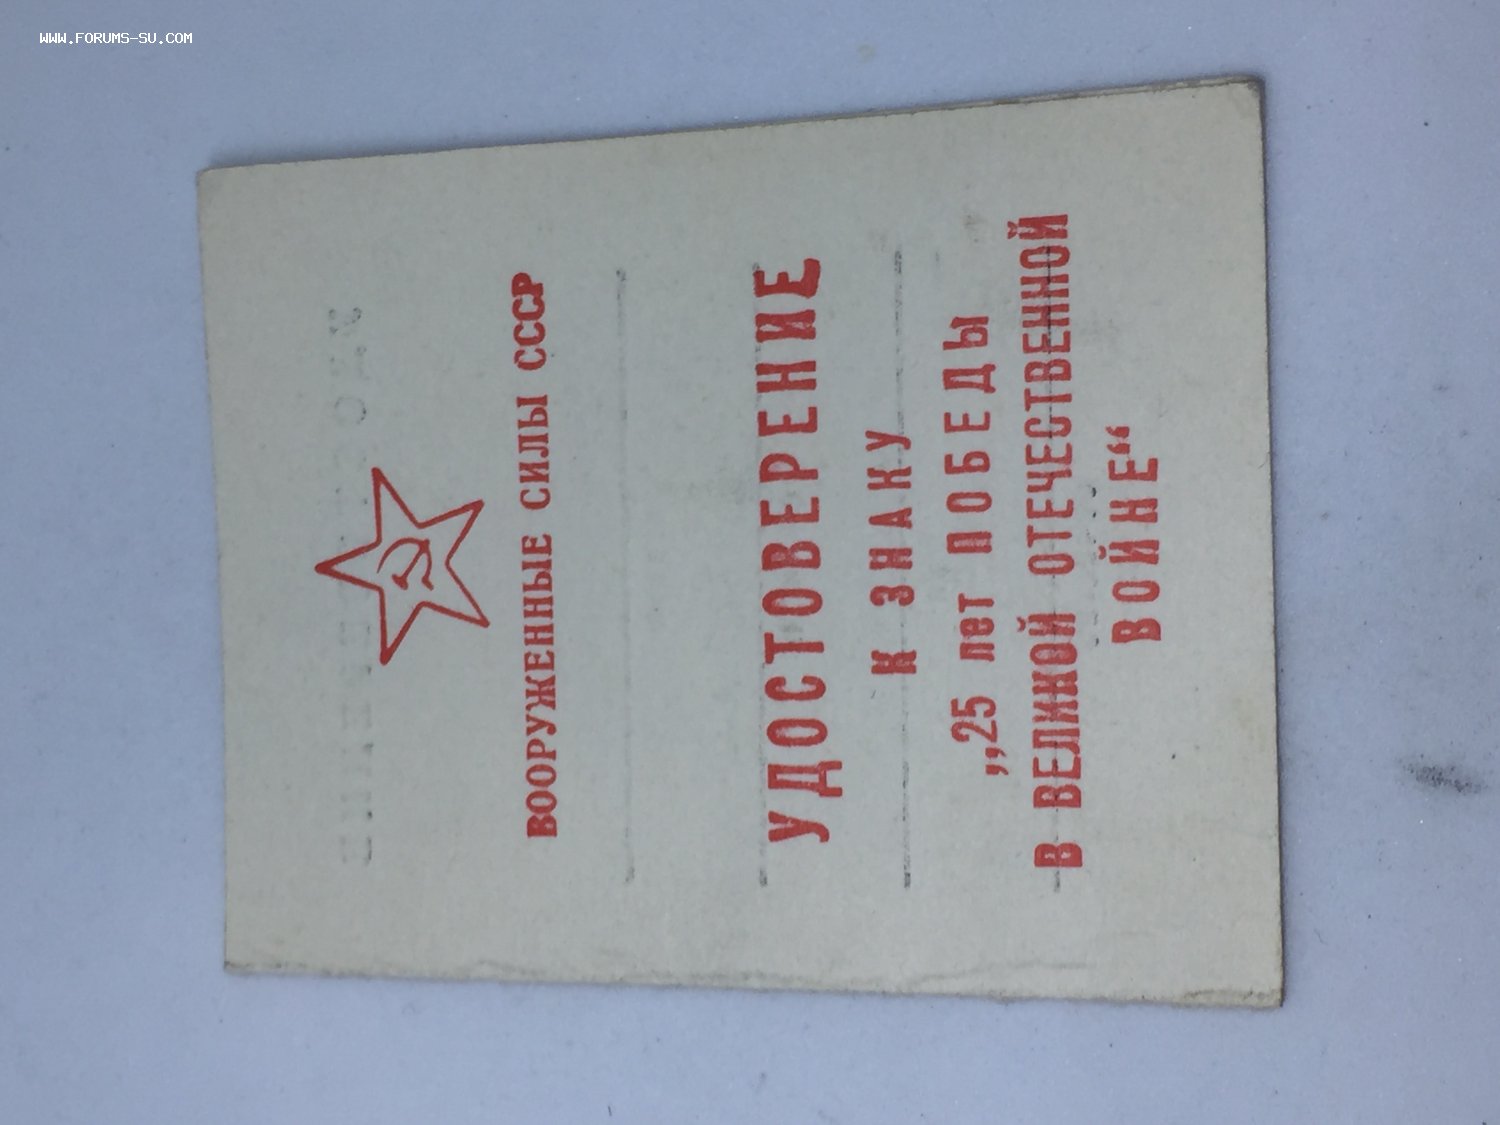 WWW.FORUMS-SU.COM
ВООРУЖЕННЫЕ СИЛЫ СССР
УДОСТОВЕРЕНИЕ
К ЗНАКУ
„25 лет ПОБЕДЫ
В ВЕЛИКОЙ ОТЕЧЕСТВЕННОЙ
ВОЙНЕ“